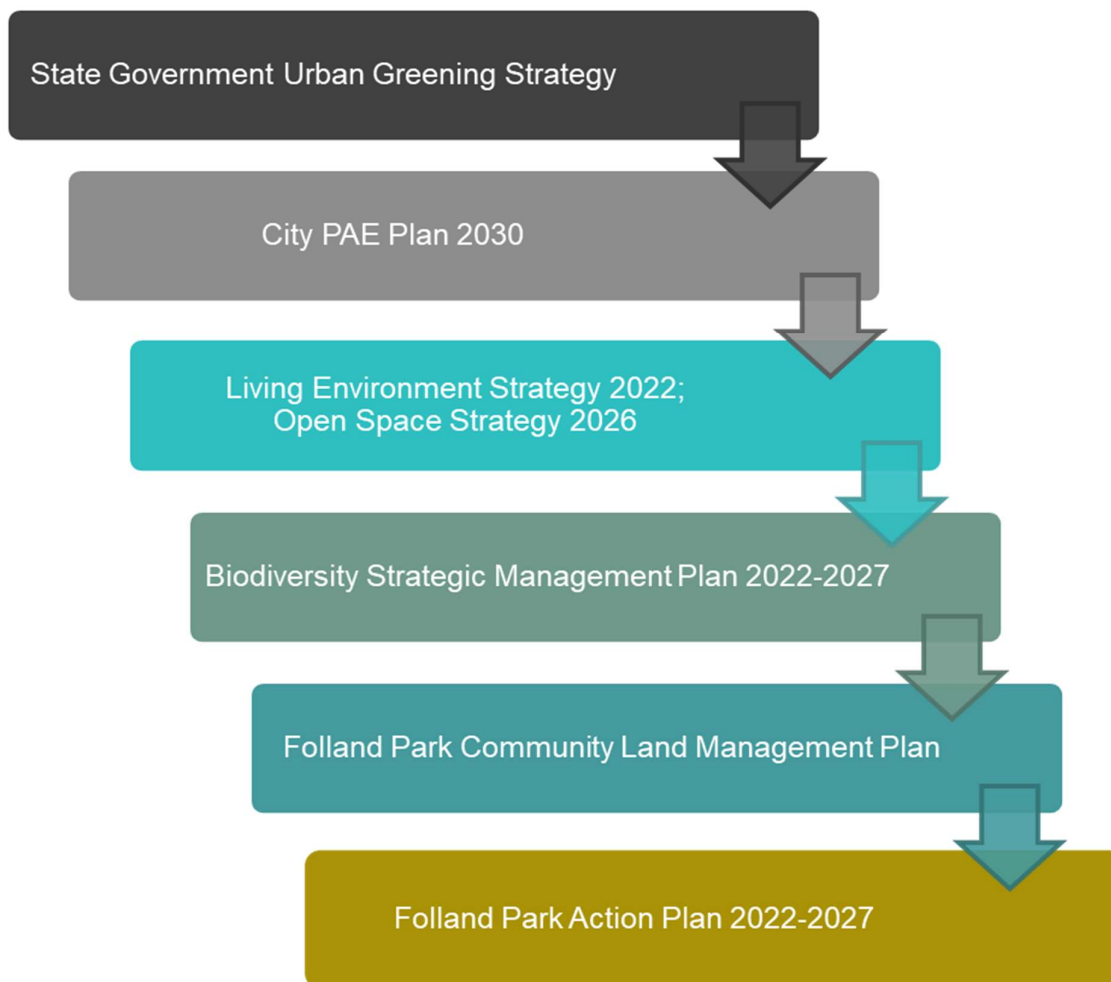 State Government Urban Greening Strategy
City PAE Plan 2030
Living Environment Strategy 2022;
Open Space Strategy 2026
Biodiversity Strategic Management Plan 2022-2027
Folland Park Community Land Management Plan
Folland Park Action Plan 2022-2027